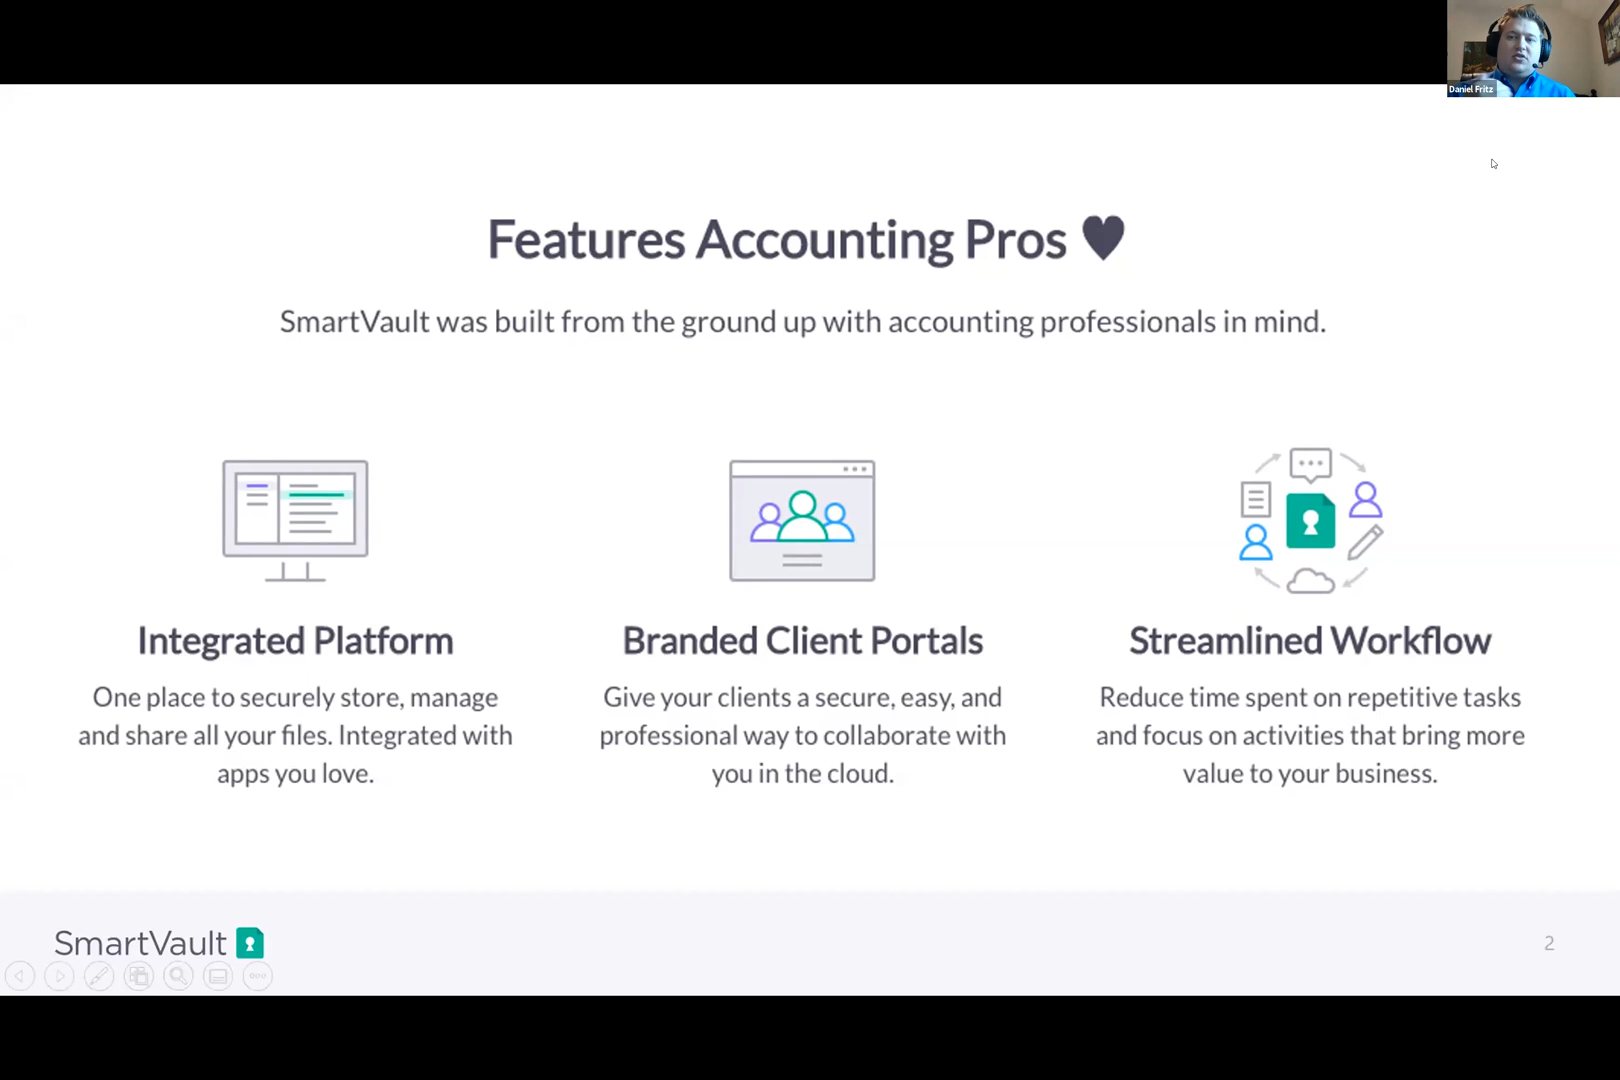 Daniel Fritz
Features Accounting Pros ♥
SmartVault was built from the ground up with accounting professionals in mind.
Integrated Platform
One place to securely store, manage
and share all your files. Integrated with
apps you love.
Branded Client Portals
Give your clients a secure, easy, and
professional way to collaborate with
you in the cloud.
Streamlined Workflow
Reduce time spent on repetitive tasks
and focus on activities that bring more
value to your business.
SmartVault
2